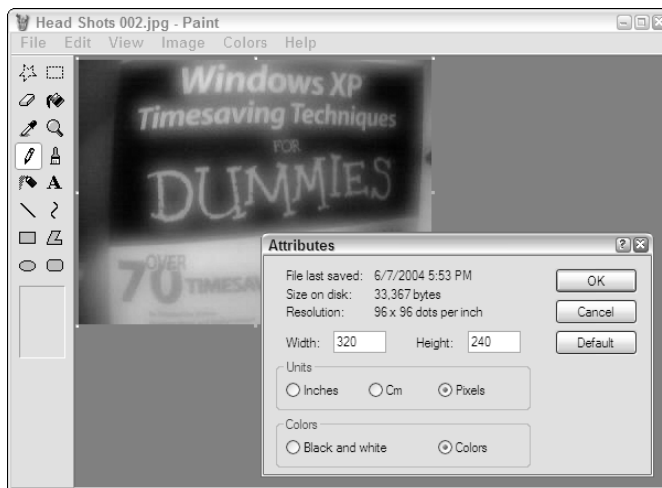 Head Shots 002.jpg - Paint
File Edit View Image Colors Help
Windows XP
Timesaving Techniques
FOR
DUMMIES
OVER
70 TIMESAV
A
Attributes
File last saved: 6/7/2004 5:53 PM
Size on disk: 33,367 bytes
Resolution: 96 x 96 dots per inch
Width: 320 Height: 240
Units
Inches Cm Pixels
Colors
Black and white Colors
OK
Cancel
Default